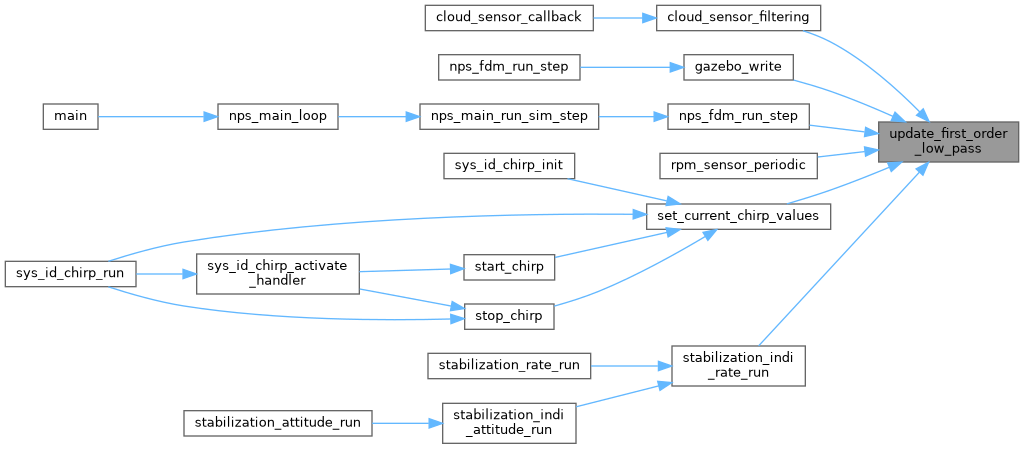 cloud_sensor_callback
cloud_sensor_filtering
nps_fdm_run_step
gazebo_write
main
nps_main_loop
nps_main_run_sim_step
nps_fdm_run_step
update_first_order
_low_pass
sys_id_chirp_init
rpm_sensor_periodic
set_current_chirp_values
sys_id_chirp_run
sys_id_chirp_activate
_handler
start_chirp
stop_chirp
stabilization_rate_run
stabilization_indi
_rate_run
stabilization_attitude_run
stabilization_indi
_attitude_run